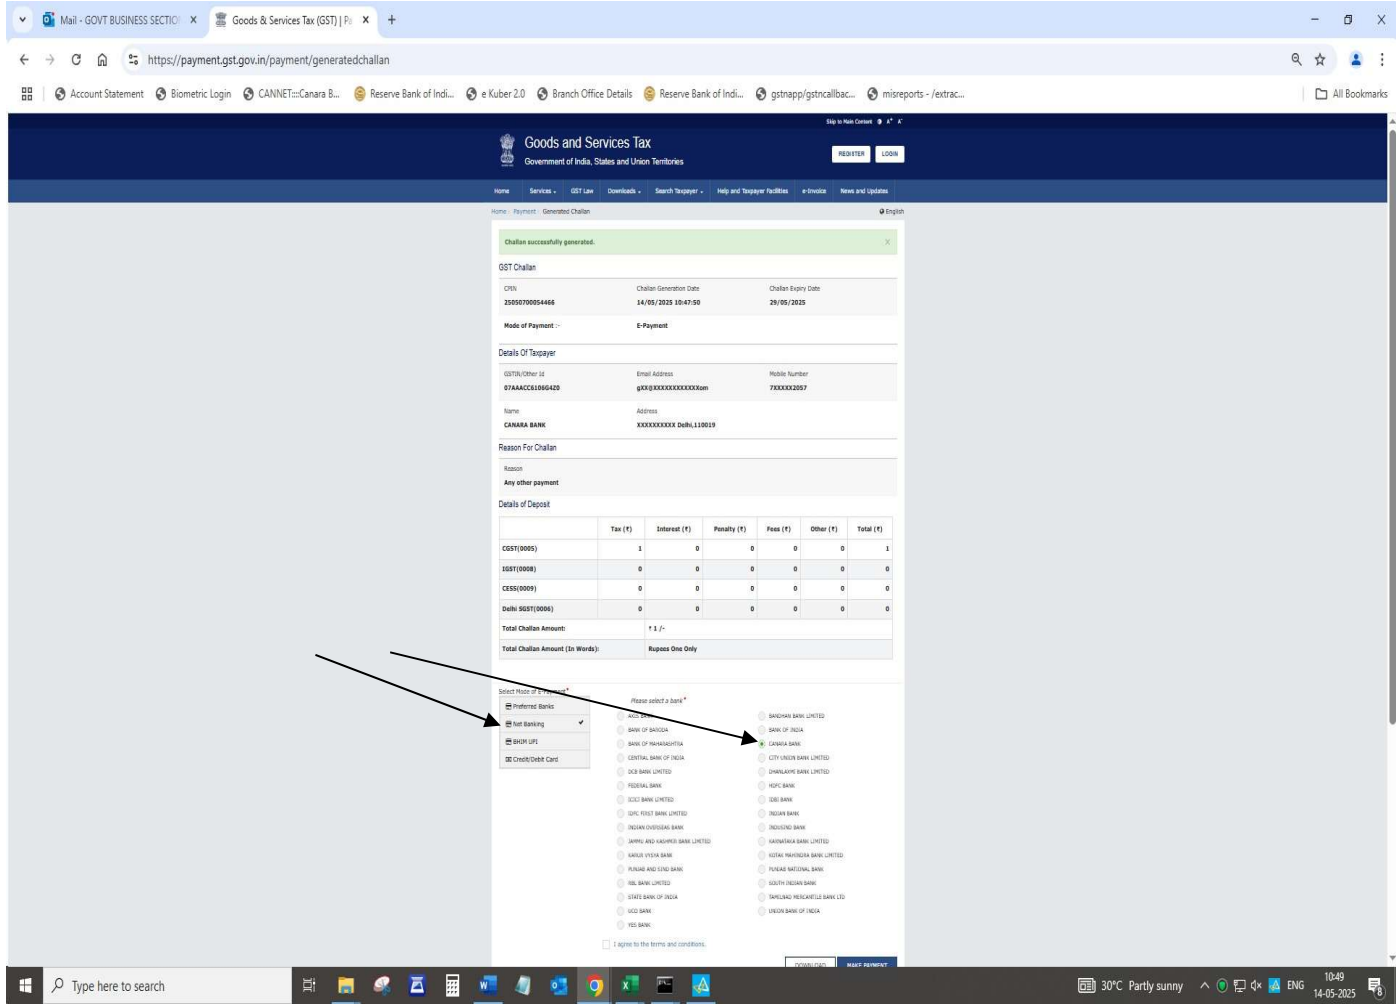 Mail - GOVT BUSINESS SECTIO
Goods & Services Tax (GST) | Pa
https://payment.gst.gov.in/payment/generatedchallan
Account Statement Biometric Login CANNET::::Canara B... Reserve Bank of Indi... e Kuber 2.0 Branch Office Details Reserve Bank of Indi... gstnapp/gstncallbac... misreports - /extrac... All Bookmarks
Skip to Main Content A+ A-
Goods and Services Tax
Government of India, States and Union Territories
REGISTER LOGIN
Home Services GST Law Downloads Search Taxpayer Help and Taxpayer Facilities e-Invoice News and Updates
Home Payment Generated Challan English
Challan successfully generated. X
GST Challan
CPIN Challan Generation Date Challan Expiry Date
25050700054466 14/05/2025 10:47:50 29/05/2025
Mode of Payment :- E-Payment
Details Of Taxpayer
GSTIN/Other Id Email Address Mobile Number
07AAACC6106G4Z0 gXX@XXXXXXXXXXXom 7XXXXX2057
Name Address
CANARA BANK XXXXXXXXXX Delhi,110019
Reason For Challan
Reason
Any other payment
Details of Deposit
Tax (₹) Interest (₹) Penalty (₹) Fees (₹) Other (₹) Total (₹)
CGST(0005) 1 0 0 0 0 1
IGST(0008) 0 0 0 0 0 0
CESS(0009) 0 0 0 0 0 0
Delhi SGST(0006) 0 0 0 0 0 0
Total Challan Amount: ₹ 1 /-
Total Challan Amount (In Words): Rupees One Only
Select Mode of E-Payment*
Preferred Banks
Net Banking
BHIM UPI
Credit/Debit Card
Please select a bank*
AXIS BANK BANDHAN BANK LIMITED
BANK OF BARODA BANK OF INDIA
BANK OF MAHARASHTRA CANARA BANK
CENTRAL BANK OF INDIA CITY UNION BANK LIMITED
DCB BANK LIMITED DHANLAXMI BANK LIMITED
FEDERAL BANK HDFC BANK
ICICI BANK LIMITED IDBI BANK
IDFC FIRST BANK LIMITED INDIAN BANK
INDIAN OVERSEAS BANK INDUSIND BANK
JAMMU AND KASHMIR BANK LIMITED KARNATAKA BANK LIMITED
KARUR VYSYA BANK KOTAK MAHINDRA BANK LIMITED
PUNJAB AND SIND BANK PUNJAB NATIONAL BANK
RBL BANK LIMITED SOUTH INDIAN BANK
STATE BANK OF INDIA TAMILNAD MERCANTILE BANK LTD
UCO BANK UNION BANK OF INDIA
YES BANK
I agree to the terms and conditions.
DOWNLOAD MAKE PAYMENT
Type here to search
30°C Partly sunny ENG
10:49
14-05-2025